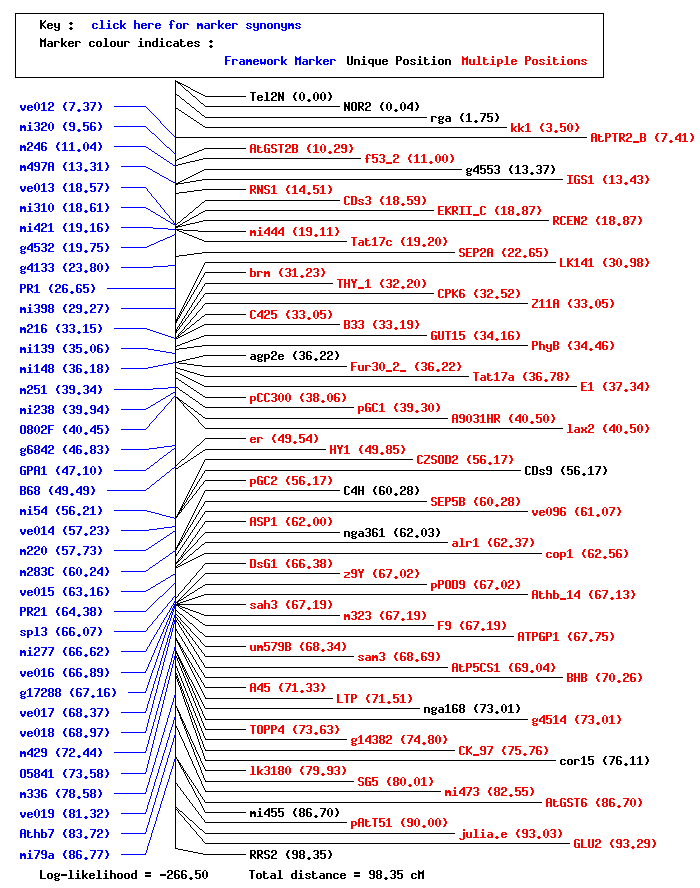 Key : click here for marker synonyms
Marker colour indicates :
Framework Marker Unique Position Multiple Positions
Tel2N (0.00)
ve012 (7.37)
NOR2 (0.04)
rga (1.75)
mi320 (9.56)
kk1 (3.50)
AtPTR2_B (7.41)
m246 (11.04)
AtGST2B (10.29)
f53_2 (11.00)
m497A (13.31)
g4553 (13.37)
IGS1 (13.43)
ve013 (18.57)
RNS1 (14.51)
CDs3 (18.59)
mi310 (18.61)
EKRII_C (18.87)
RCEN2 (18.87)
mi421 (19.16)
mi444 (19.11)
Tat17c (19.20)
g4532 (19.75)
SEP2A (22.65)
LK141 (30.98)
g4133 (23.80)
brm (31.23)
THY_1 (32.20)
PR1 (26.65)
CPK6 (32.52)
Z11A (33.05)
mi398 (29.27)
C425 (33.05)
B33 (33.19)
m216 (33.15)
GUT15 (34.16)
PhyB (34.46)
mi139 (35.06)
agp2e (36.22)
Fur30_2_ (36.22)
mi148 (36.18)
Tat17a (36.78)
E1 (37.34)
m251 (39.34)
pCC300 (38.06)
pGC1 (39.30)
mi238 (39.94)
A9031HR (40.50)
lax2 (40.50)
O802F (40.45)
er (49.54)
HY1 (49.85)
g6842 (46.83)
CZSOD2 (56.17)
CDs9 (56.17)
GPA1 (47.10)
pGC2 (56.17)
C4H (60.28)
B68 (49.49)
SEP5B (60.28)
ve096 (61.07)
mi54 (56.21)
ASP1 (62.00)
nga361 (62.03)
ve014 (57.23)
alr1 (62.37)
cop1 (62.56)
m220 (57.73)
DsG1 (66.38)
z9Y (67.02)
m283C (60.24)
pPOD9 (67.02)
Athb_14 (67.13)
ve015 (63.16)
sah3 (67.19)
m323 (67.19)
PR21 (64.38)
F9 (67.19)
ATPGP1 (67.75)
spl3 (66.07)
um579B (68.34)
sam3 (68.69)
mi277 (66.62)
AtP5CS1 (69.04)
BHB (70.26)
ve016 (66.89)
A45 (71.33)
LTP (71.51)
g17288 (67.16)
nga168 (73.01)
g4514 (73.01)
ve017 (68.37)
TOPP4 (73.63)
g14382 (74.80)
ve018 (68.97)
CK_97 (75.76)
cor15 (76.11)
m429 (72.44)
lk3180 (79.93)
SG5 (80.01)
O5841 (73.58)
mi473 (82.55)
AtGST6 (86.70)
m336 (78.58)
mi455 (86.70)
pAtT51 (90.00)
ve019 (81.32)
julia.e (93.03)
GLU2 (93.29)
Athb7 (83.72)
RRS2 (98.35)
mi79a (86.77)
Log-likelihood = -266.50 Total distance = 98.35 cM